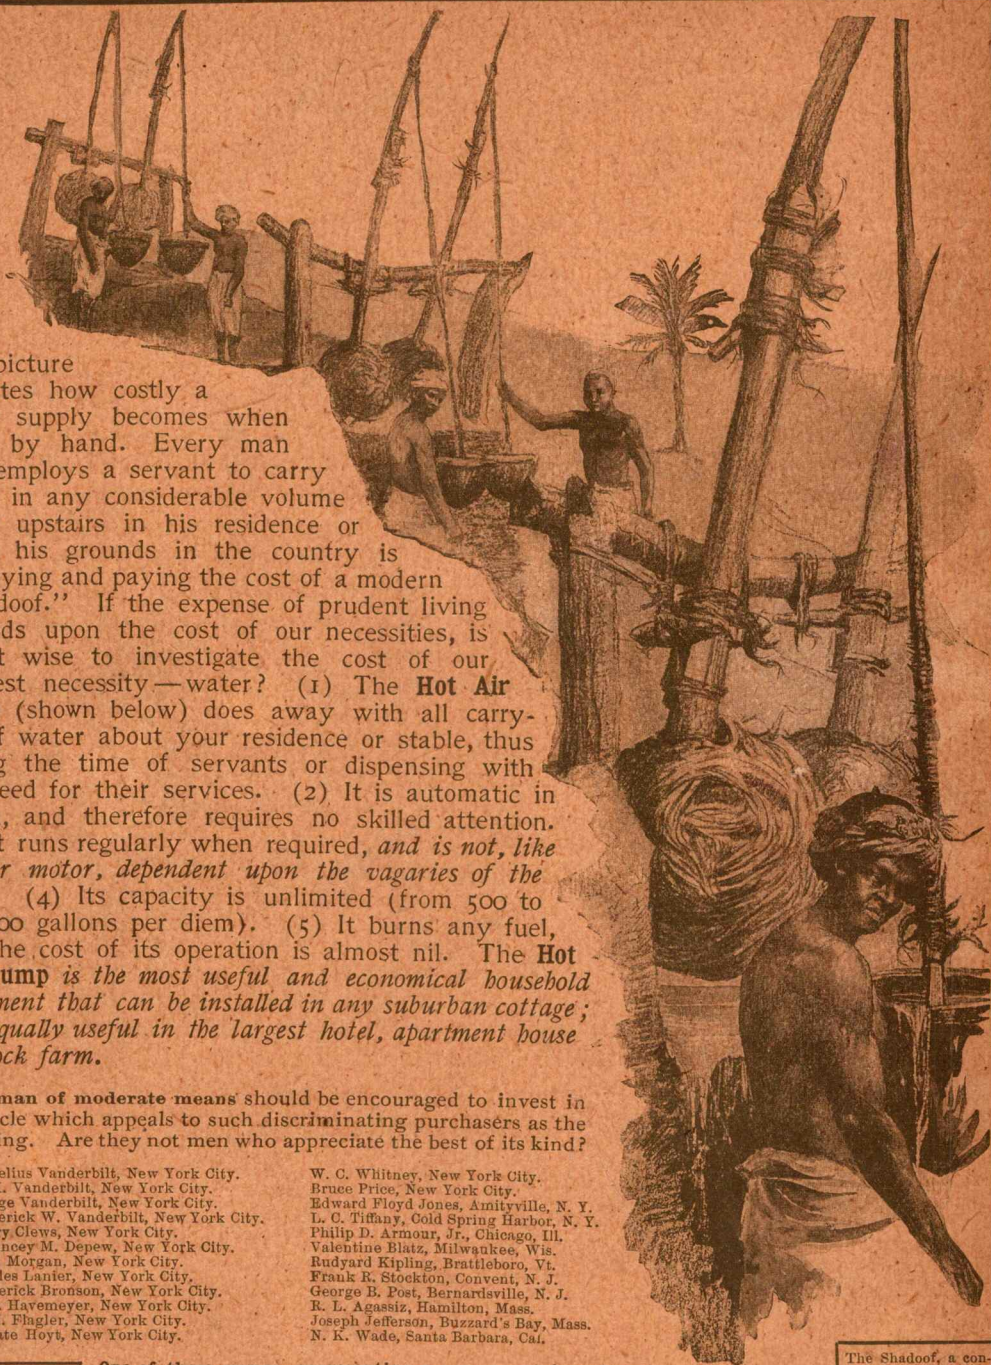 picture
tes how costly a
supply becomes when
by hand. Every man
employs a servant to carry
in any considerable volume
upstairs in his residence or
his grounds in the country is
ying and paying the cost of a modern
doof.” If the expense of prudent living
ds upon the cost of our necessities, is
t wise to investigate the cost of our
est necessity—water? (1) The Hot Air
(shown below) does away with all carry-
f water about your residence or stable, thus
g the time of servants or dispensing with
eed for their services. (2) It is automatic in
, and therefore requires no skilled attention.
t runs regularly when required, and is not, like
r motor, dependent upon the vagaries of the
(4) Its capacity is unlimited (from 500 to
00 gallons per diem). (5) It burns any fuel,
he cost of its operation is almost nil. The Hot
ump is the most useful and economical household
ment that can be installed in any suburban cottage;
qually useful in the largest hotel, apartment house
ck farm.
man of moderate means should be encouraged to invest in
cle which appeals to such discriminating purchasers as the
ing. Are they not men who appreciate the best of its kind?
elius Vanderbilt, New York City.
. Vanderbilt, New York City.
ge Vanderbilt, New York City.
erick W. Vanderbilt, New York City.
y Clews, New York City.
ncey M. Depew, New York City.
Morgan, New York City.
les Lanier, New York City.
erick Bronson, New York City.
. Havemeyer, New York City.
. Flagler, New York City.
te Hoyt, New York City.
W. C. Whitney, New York City.
Bruce Price, New York City.
Edward Floyd Jones, Amityville, N. Y.
L. C. Tiffany, Cold Spring Harbor, N. Y.
Philip D. Armour, Jr., Chicago, Ill.
Valentine Blatz, Milwaukee, Wis.
Rudyard Kipling, Brattleboro, Vt.
Frank R. Stockton, Convent, N. J.
George B. Post, Bernardsville, N. J.
R. L. Agassiz, Hamilton, Mass.
Joseph Jefferson, Buzzard's Bay, Mass.
N. K. Wade, Santa Barbara, Cal.
The Shadoof, a con-